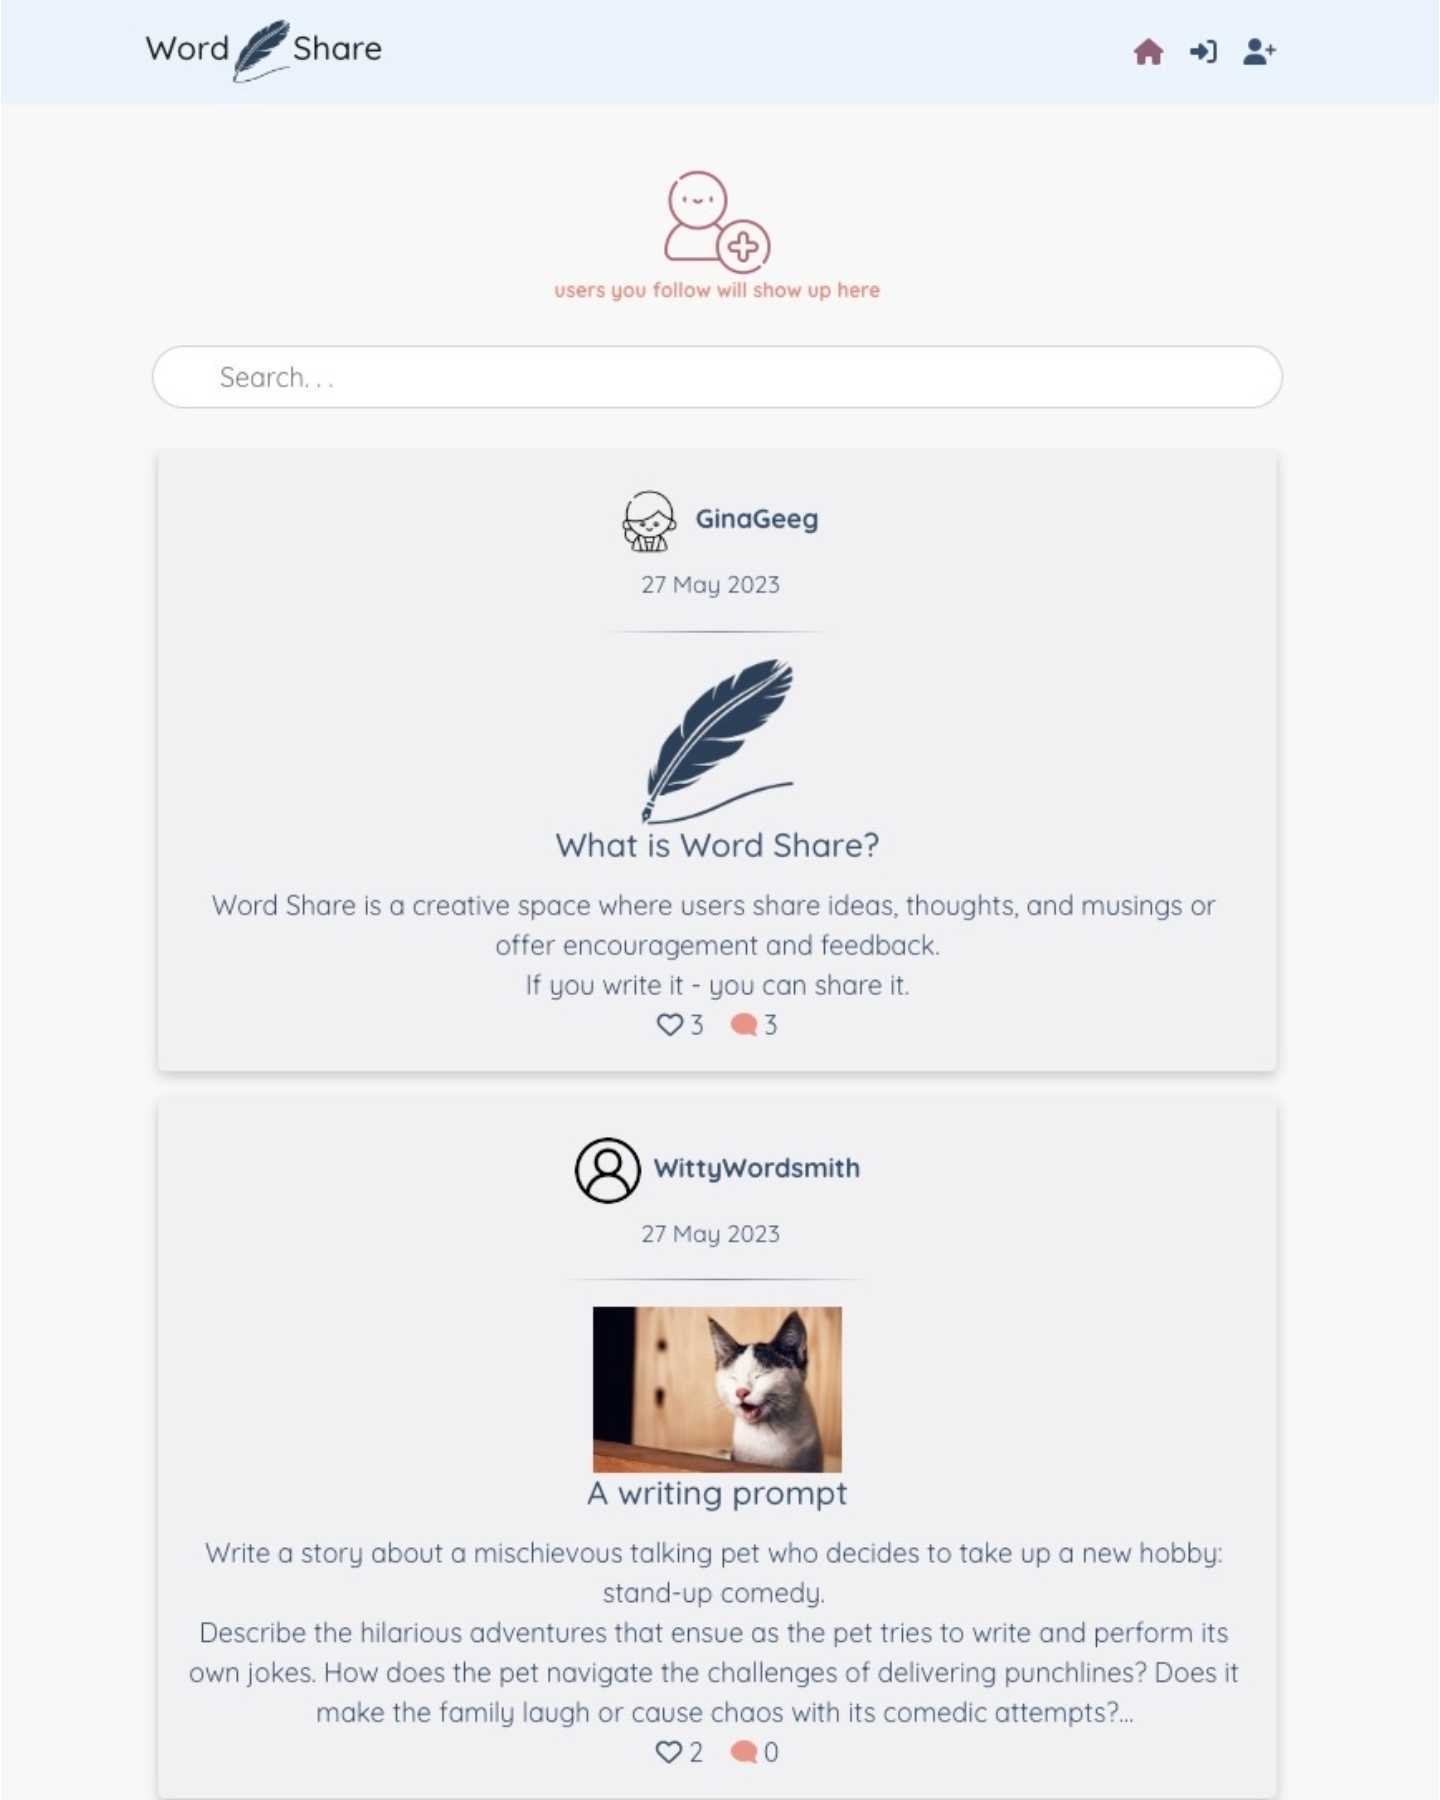 Word Share
users you follow will show up here
Search. . .
GinaGeeg
27 May 2023
What is Word Share?
Word Share is a creative space where users share ideas, thoughts, and musings or
offer encouragement and feedback.
If you write it - you can share it.
3 3
WittyWordsmith
27 May 2023
A writing prompt
Write a story about a mischievous talking pet who decides to take up a new hobby:
stand-up comedy.
Describe the hilarious adventures that ensue as the pet tries to write and perform its
own jokes. How does the pet navigate the challenges of delivering punchlines? Does it
make the family laugh or cause chaos with its comedic attempts?...
2 0